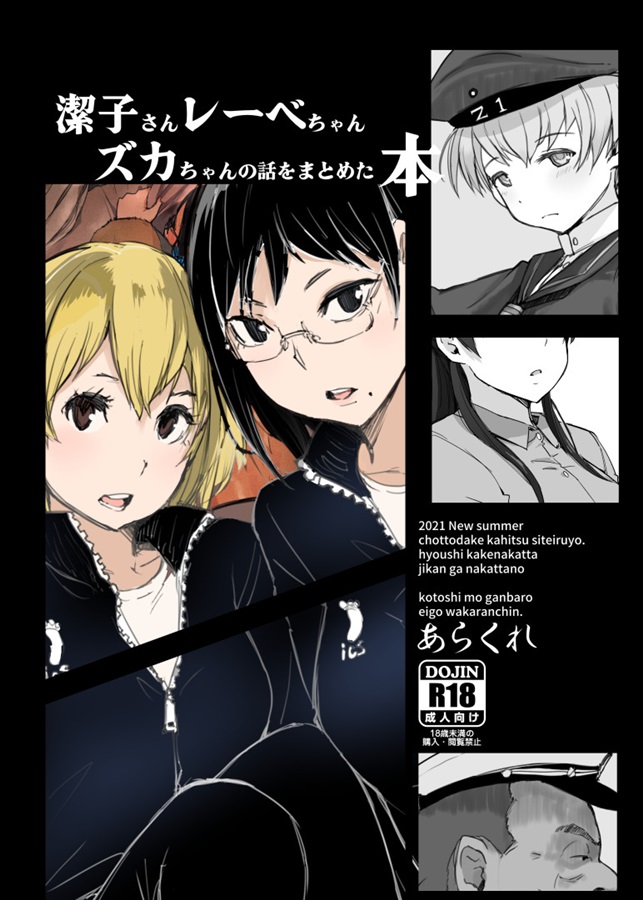 潔子さんレーベちゃん
ズカちゃんの話をまとめた本
Z1
2021 New summer
chottodake kahitsu siteiruyo.
hyoushi kakenakatta
jikan ga nakattano
kotoshi mo ganbaro
eigo wakaranchin.
あらくれ
DOJIN
R18
成人向け
18歳未満の
購入・閲覧禁止